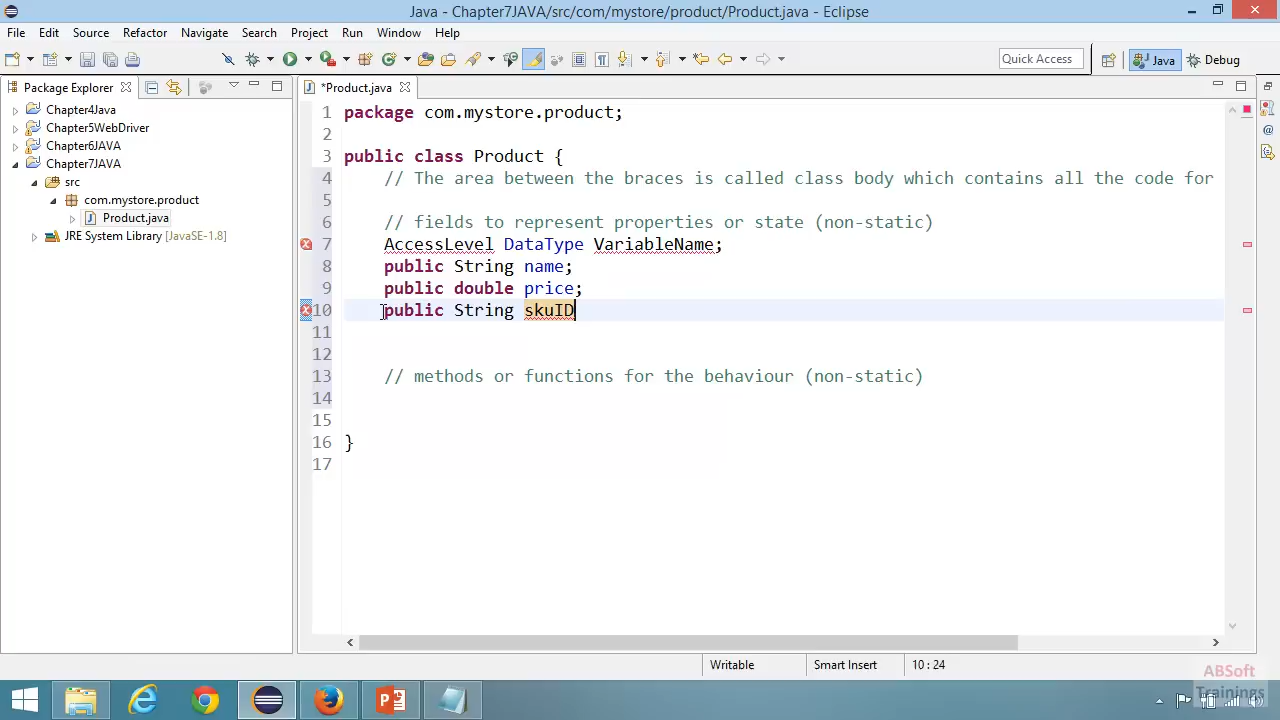 Java - Chapter7JAVA/src/com/mystore/product/Product.java - Eclipse
File Edit Source Refactor Navigate Search Project Run Window Help
Quick Access
Java
Debug
Package Explorer
*Product.java
Chapter4Java
Chapter5WebDriver
Chapter6JAVA
Chapter7JAVA
src
com.mystore.product
Product.java
JRE System Library [JavaSE-1.8]
1 package com.mystore.product;
2
3 public class Product {
4 // The area between the braces is called class body which contains all the code for
5
6 // fields to represent properties or state (non-static)
7 AccessLevel DataType VariableName;
8 public String name;
9 public double price;
10 public String skuID
11
12
13 // methods or functions for the behaviour (non-static)
14
15
16 }
17
Writable
Smart Insert
10 : 24
ABSoft
Trainings